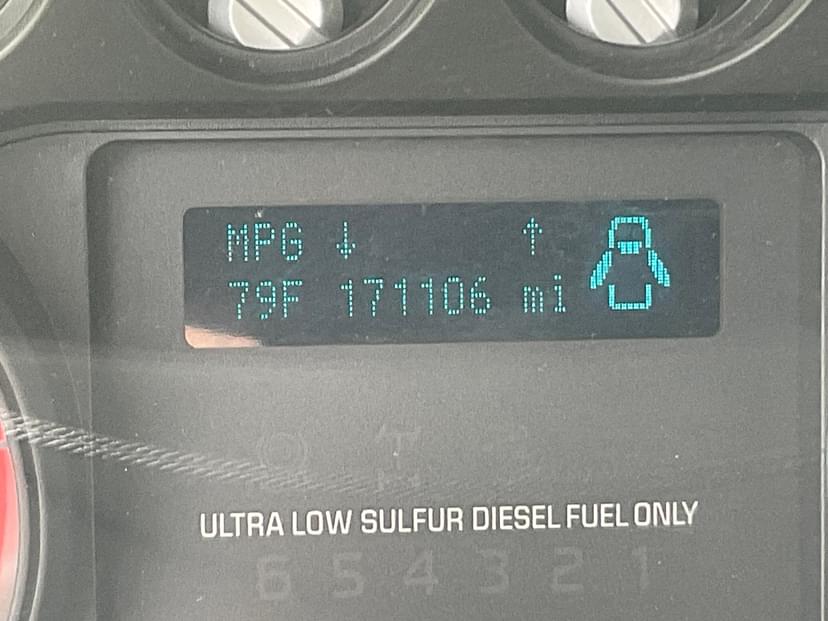 MPG ↓ ↑
79F 171106 mi
ULTRA LOW SULFUR DIESEL FUEL ONLY
6 5 4 3 2 1